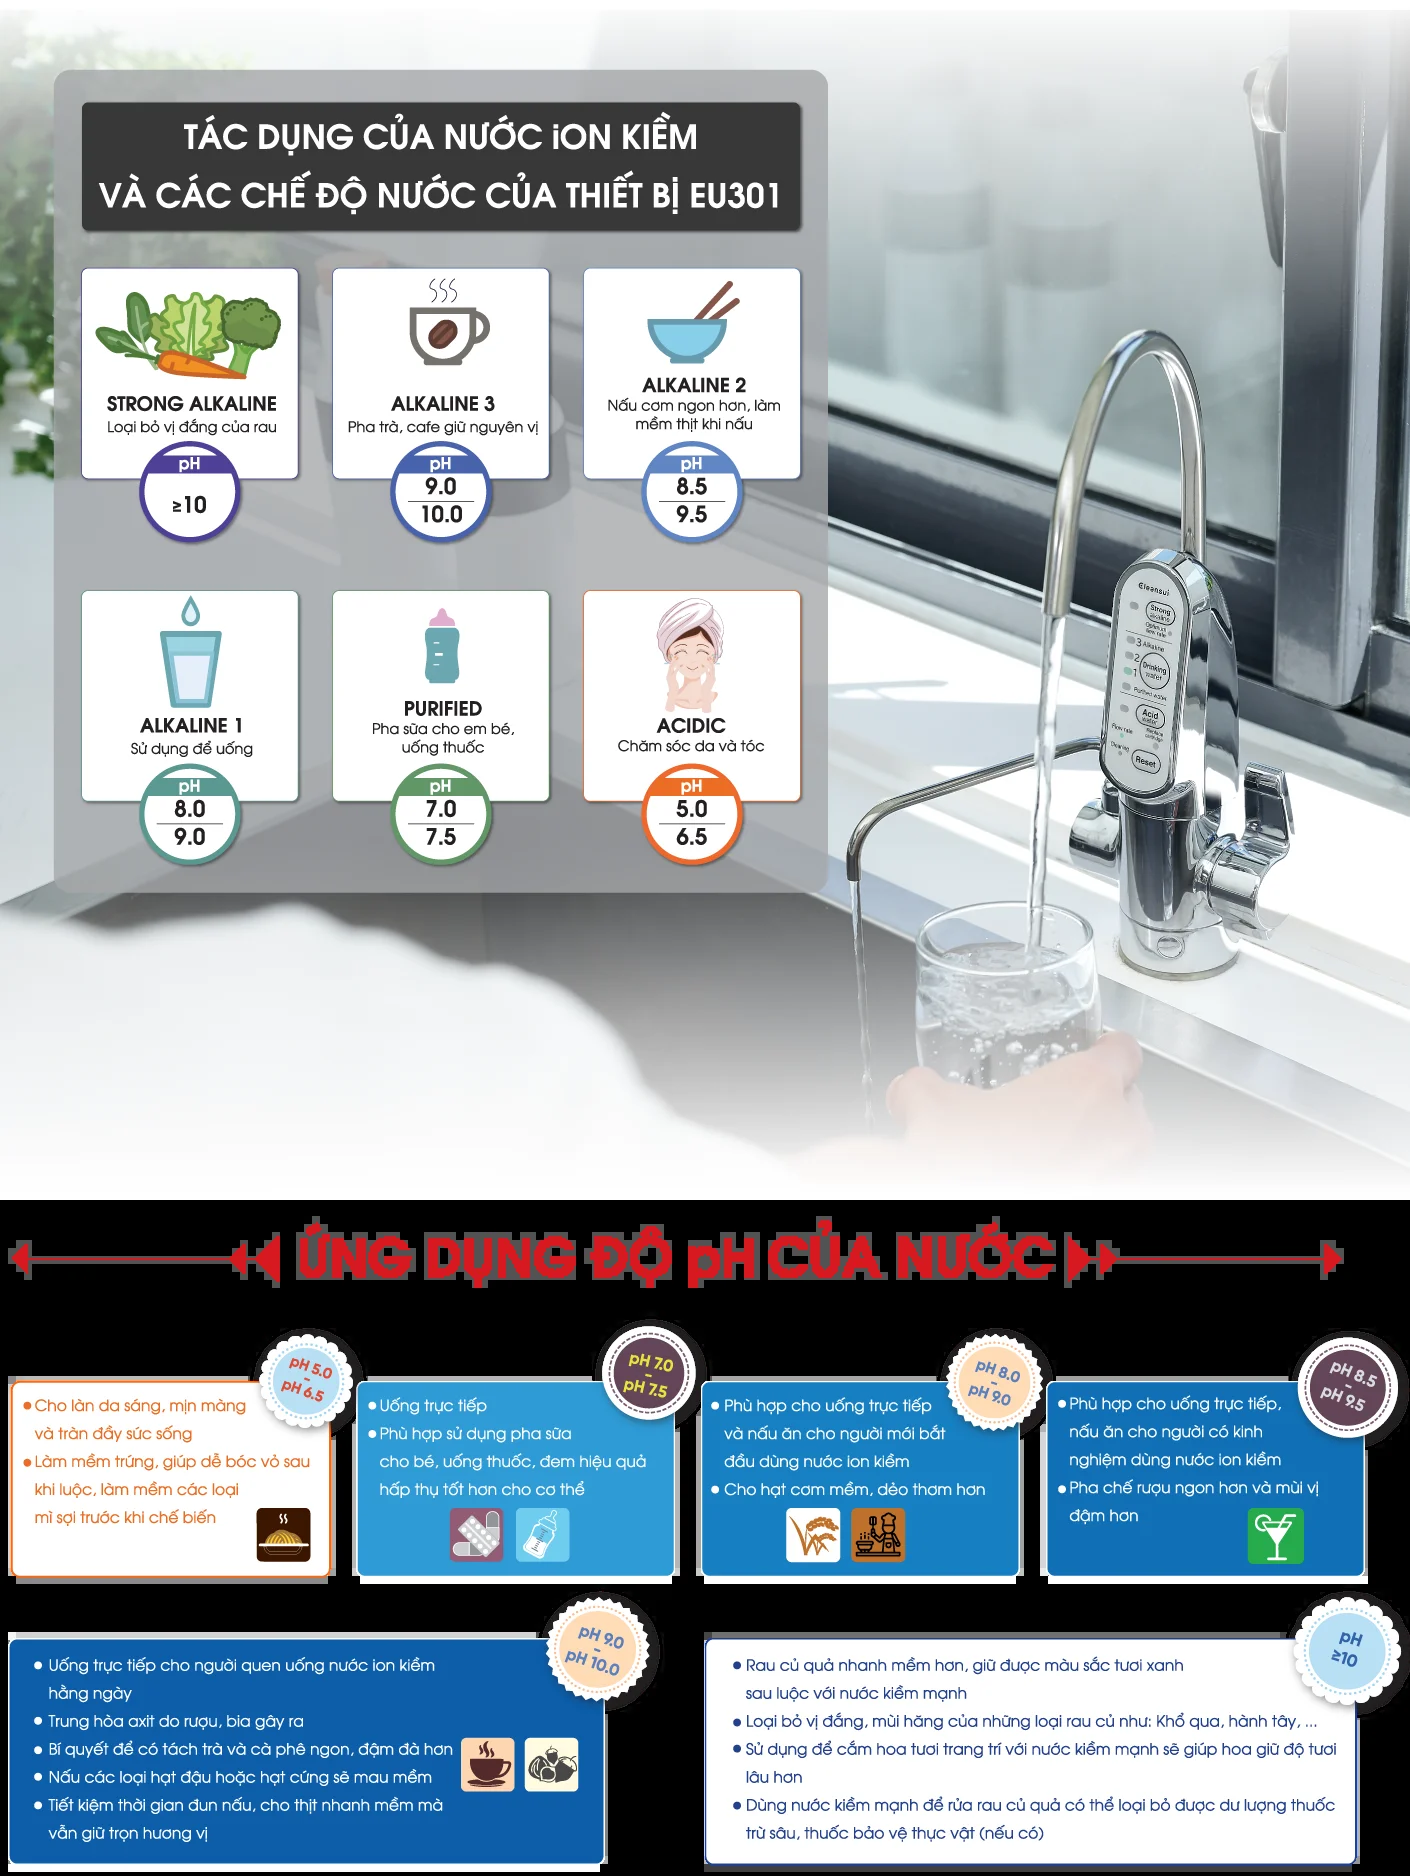 TÁC DỤNG CỦA NƯỚC iON KIỀM
VÀ CÁC CHẾ ĐỘ NƯỚC CỦA THIẾT BỊ EU301
STRONG ALKALINE
Loại bỏ vị đắng của rau
pH
≥10
ALKALINE 3
Pha trà, cafe giữ nguyên vị
pH
9.0
10.0
ALKALINE 2
Nấu cơm ngon hơn, làm
mềm thịt khi nấu
pH
8.5
9.5
ALKALINE 1
Sử dụng để uống
pH
8.0
9.0
PURIFIED
Pha sữa cho em bé,
uống thuốc
pH
7.0
7.5
ACIDIC
Chăm sóc da và tóc
pH
5.0
6.5
Cleansui
Strong
alkaline
Optimum
flow rate
3 Alkaline
2
1
Drinking
water
Purified water
Acid
water
Flow rate
Replace
cartridge
Cleaning
Reset
ỨNG DỤNG ĐỘ pH CỦA NƯỚC
pH 5.0
-
pH 6.5
• Cho làn da sáng, mịn màng
và tràn đầy sức sống
• Làm mềm trứng, giúp dễ bóc vỏ sau
khi luộc, làm mềm các loại
mì sợi trước khi chế biến
pH 7.0
-
pH 7.5
• Uống trực tiếp
• Phù hợp sử dụng pha sữa
cho bé, uống thuốc, đem hiệu quả
hấp thụ tốt hơn cho cơ thể
pH 8.0
-
pH 9.0
• Phù hợp cho uống trực tiếp
và nấu ăn cho người mới bắt
đầu dùng nước ion kiềm
• Cho hạt cơm mềm, dẻo thơm hơn
pH 8.5
-
pH 9.5
• Phù hợp cho uống trực tiếp,
nấu ăn cho người có kinh
nghiệm dùng nước ion kiềm
• Pha chế rượu ngon hơn và mùi vị
đậm hơn
pH 9.0
-
pH 10.0
• Uống trực tiếp cho người quen uống nước ion kiềm
hằng ngày
• Trung hòa axit do rượu, bia gây ra
• Bí quyết để có tách trà và cà phê ngon, đậm đà hơn
• Nấu các loại hạt đậu hoặc hạt cứng sẽ mau mềm
• Tiết kiệm thời gian đun nấu, cho thịt nhanh mềm mà
vẫn giữ trọn hương vị
pH
≥10
• Rau củ quả nhanh mềm hơn, giữ được màu sắc tươi xanh
sau luộc với nước kiềm mạnh
• Loại bỏ vị đắng, mùi hăng của những loại rau củ như: Khổ qua, hành tây, ...
• Sử dụng để cắm hoa tươi trang trí với nước kiềm mạnh sẽ giúp hoa giữ độ tươi
lâu hơn
• Dùng nước kiềm mạnh để rửa rau củ quả có thể loại bỏ được dư lượng thuốc
trừ sâu, thuốc bảo vệ thực vật (nếu có)